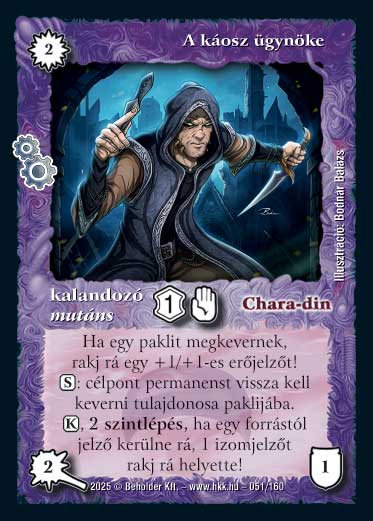 2
A káosz ügynöke
Illusztráció: Bodnár Balázs
kalandozó
mutáns
1
Chara-din
Ha egy paklit megkevernek,
rakj rá egy +1/+1-es erőjelzőt!
S: célpont permanenst vissza kell
keverni tulajdonosa paklijába.
K, 2 szintlépés, ha egy forrástól
jelző kerülne rá, 1 izomjelzőt
rakj rá helyette!
2
2025 © Beholder Kft. – www.hkk.hu – 051/160
1